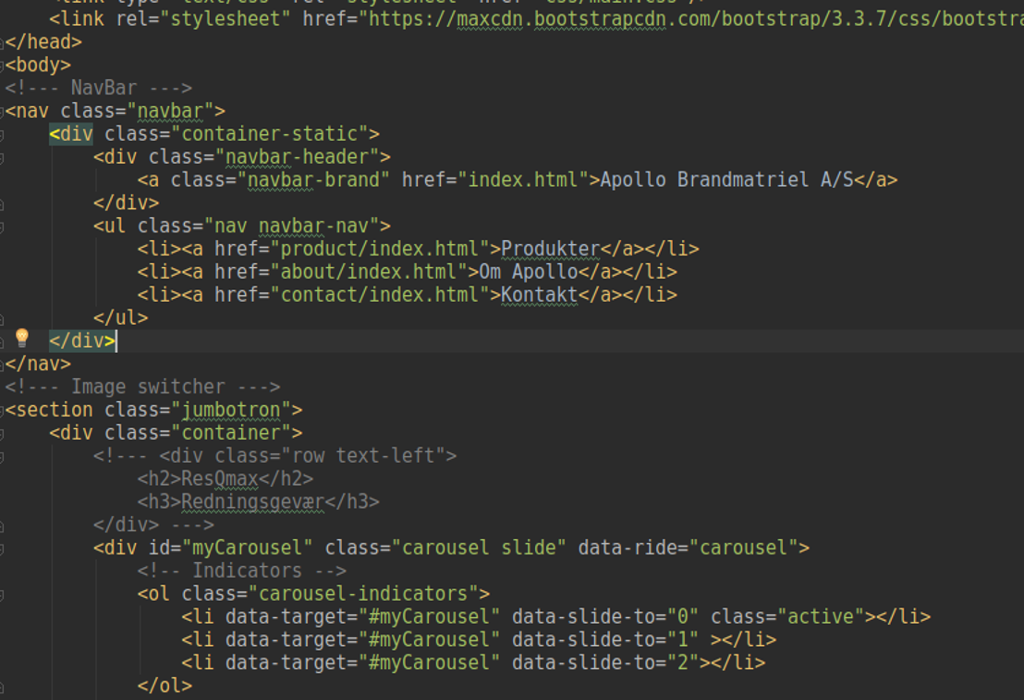 <link rel="stylesheet" href="https://maxcdn.bootstrapcdn.com/bootstrap/3.3.7/css/bootstra
</head>
<body>
<!--- NavBar --->
<nav class="navbar">
<div class="container-static">
<div class="navbar-header">
<a class="navbar-brand" href="index.html">Apollo Brandmatriel A/S</a>
</div>
<ul class="nav navbar-nav">
<li><a href="product/index.html">Produkter</a></li>
<li><a href="about/index.html">Om Apollo</a></li>
<li><a href="contact/index.html">Kontakt</a></li>
</ul>
</div>
</nav>
<!--- Image switcher --->
<section class="jumbotron">
<div class="container">
<!--- <div class="row text-left">
<h2>ResQmax</h2>
<h3>Redningsgevær</h3>
</div> --->
<div id="myCarousel" class="carousel slide" data-ride="carousel">
<!-- Indicators -->
<ol class="carousel-indicators">
<li data-target="#myCarousel" data-slide-to="0" class="active"></li>
<li data-target="#myCarousel" data-slide-to="1" ></li>
<li data-target="#myCarousel" data-slide-to="2"></li>
</ol>